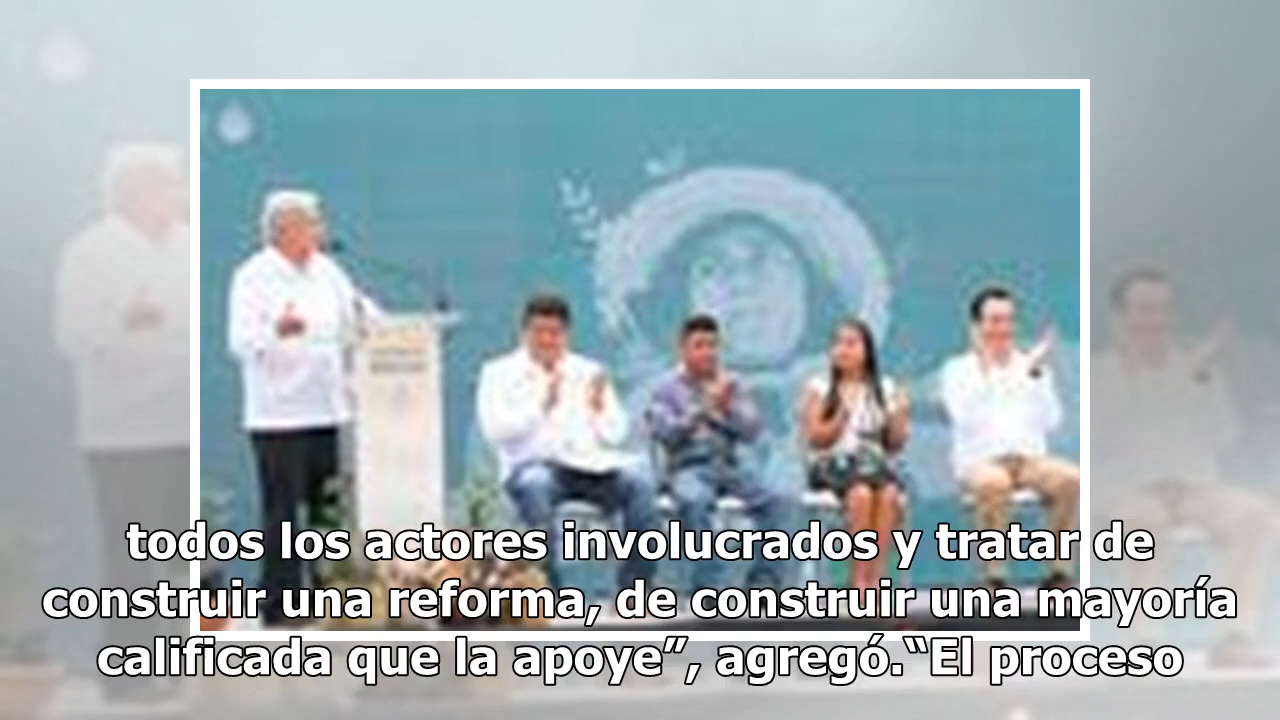 todos los actores involucrados y tratar de
construir una reforma, de construir una mayoría
calificada que la apoye”, agregó.“El proceso